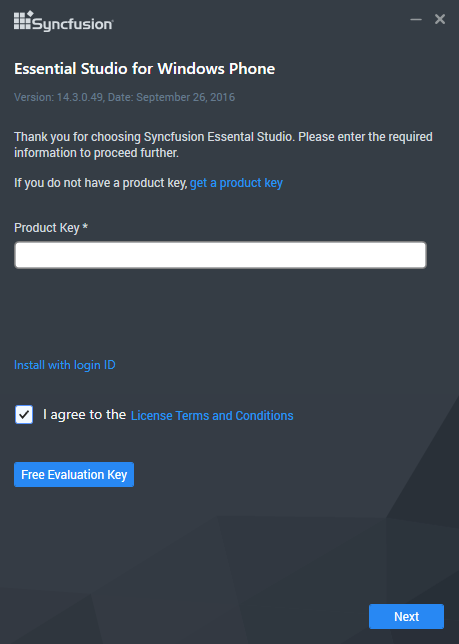 Syncfusion
Essential Studio for Windows Phone
Version: 14.3.0.49, Date: September 26, 2016
Thank you for choosing Syncfusion Essental Studio. Please enter the required
information to proceed further.
If you do not have a product key, get a product key
Product Key *
Install with login ID
I agree to the License Terms and Conditions
Free Evaluation Key
Next